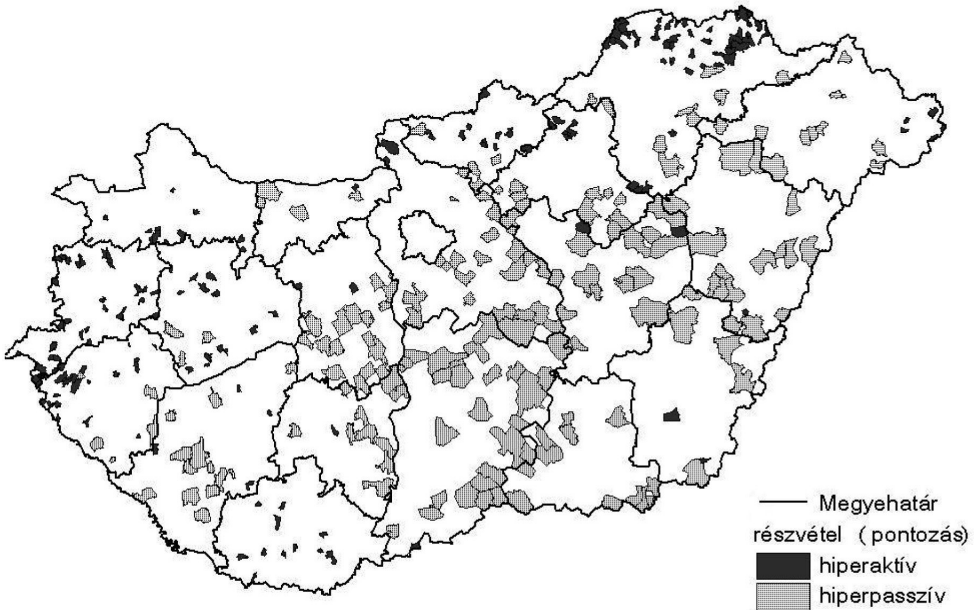 Megyehatár
részvétel ( pontozás)
hiperaktív
hiperpasszív